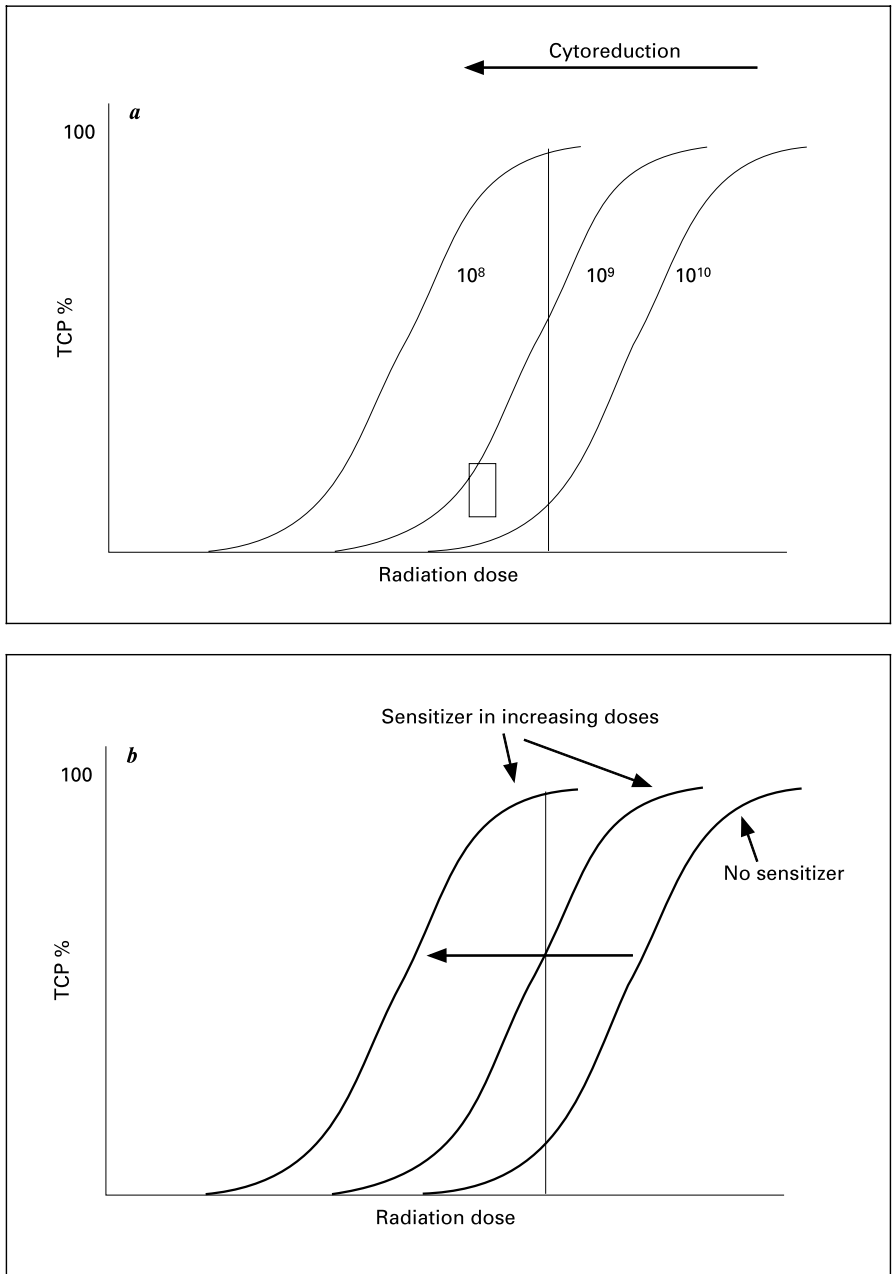 Cytoreduction
a
100
10⁸ 10⁹ 10¹⁰
TCP %
Radiation dose
Sensitizer in increasing doses
b
100
No sensitizer
TCP %
Radiation dose